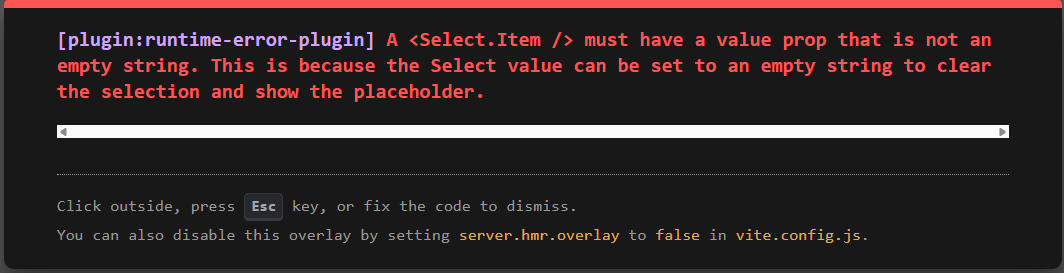 [plugin:runtime-error-plugin] A <Select.Item /> must have a value prop that is not an
empty string. This is because the Select value can be set to an empty string to clear
the selection and show the placeholder.
Click outside, press Esc key, or fix the code to dismiss.
You can also disable this overlay by setting server.hmr.overlay to false in vite.config.js.